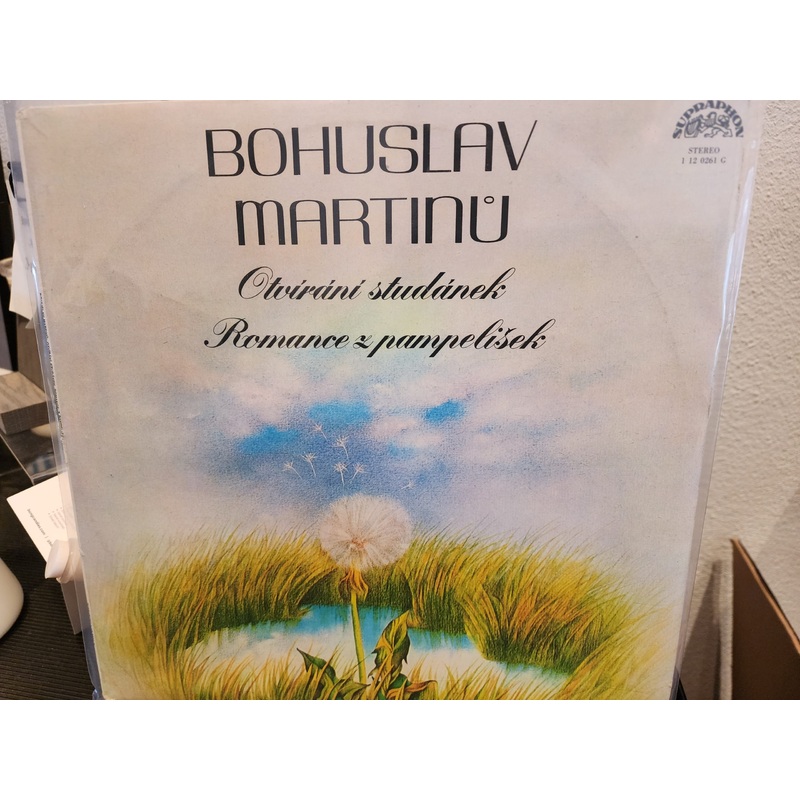 BOHUSLAV
MARTINŮ
Otvírání studánek
Romance z pampelišek
SUPRAPHON
STEREO
1 12 0261 G